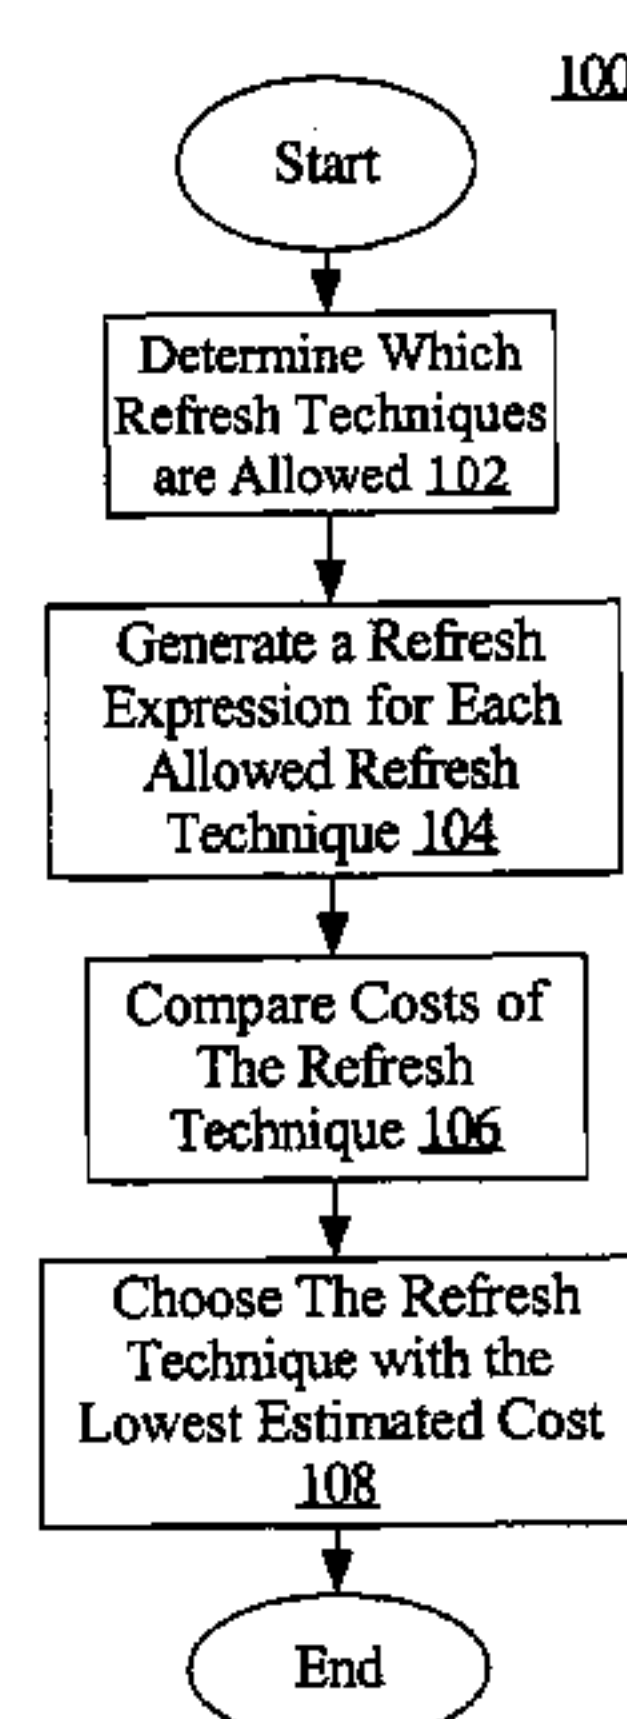 100
Start
Determine Which
Refresh Techniques
are Allowed 102
Generate a Refresh
Expression for Each
Allowed Refresh
Technique 104
Compare Costs of
The Refresh
Technique 106
Choose The Refresh
Technique with the
Lowest Estimated Cost
108
End